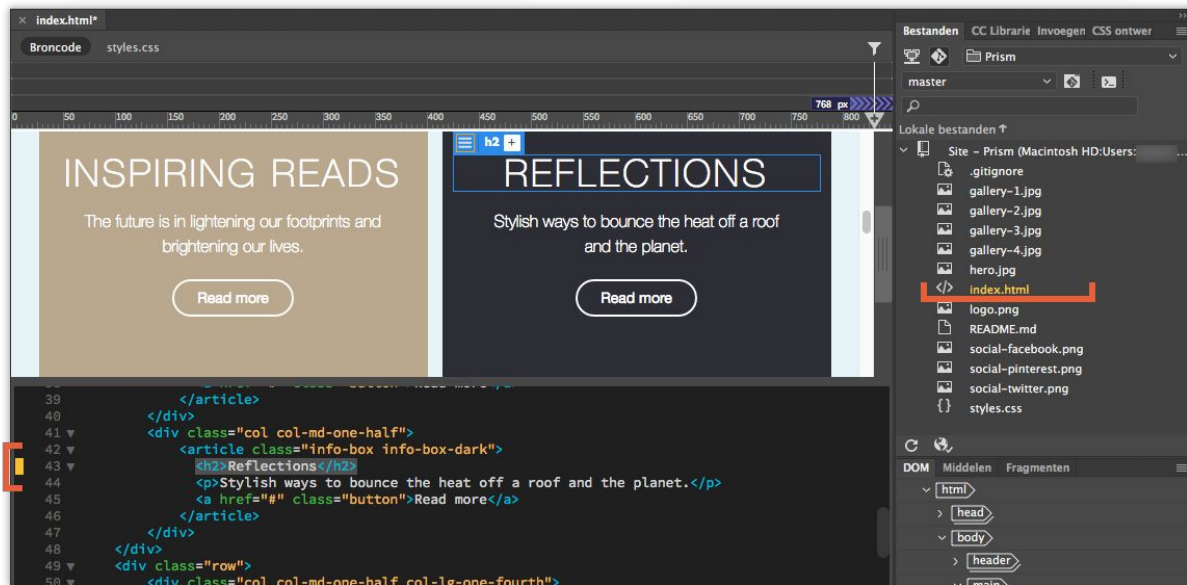 × index.html*
Broncode styles.css
768 px
0 50 100 150 200 250 300 350 400 450 500 550 600 650 700 750 800
h2 +
INSPIRING READS
The future is in lightening our footprints and
brightening our lives.
Read more
REFLECTIONS
Stylish ways to bounce the heat off a roof
and the planet.
Read more
39 </article>
40 </div>
41 <div class="col col-md-one-half">
42 <article class="info-box info-box-dark">
43 <h2>Reflections</h2>
44 <p>Stylish ways to bounce the heat off a roof and the planet.</p>
45 <a href="#" class="button">Read more</a>
46 </article>
47 </div>
48 </div>
49 <div class="row">
50 <div class="col col-md-one-half col-lg-one-fourth">
Bestanden CC Librarie Invoegen CSS ontwer
Prism
master
Lokale bestanden ↑
Site – Prism (Macintosh HD:Users: ...
.gitignore
gallery-1.jpg
gallery-2.jpg
gallery-3.jpg
gallery-4.jpg
hero.jpg
</> index.html
logo.png
README.md
social-facebook.png
social-pinterest.png
social-twitter.png
{} styles.css
DOM Middelen Fragmenten
html
head
body
header
main